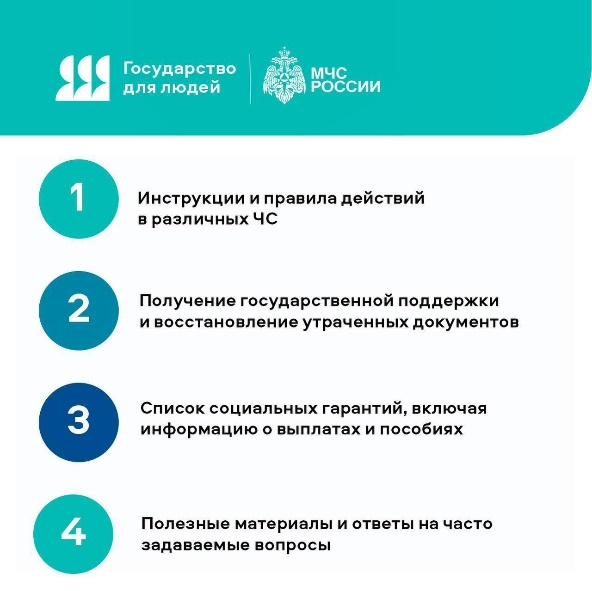 Государство
для людей
МЧС
РОССИИ
1
Инструкции и правила действий
в различных ЧС
2
Получение государственной поддержки
и восстановление утраченных документов
3
Список социальных гарантий, включая
информацию о выплатах и пособиях
4
Полезные материалы и ответы на часто
задаваемые вопросы